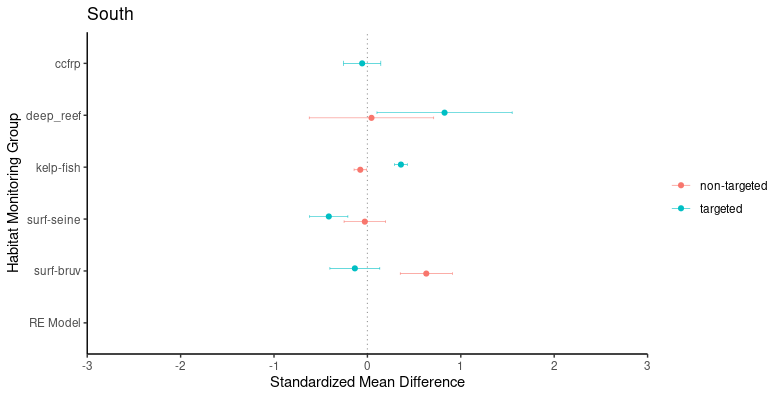 South
Habitat Monitoring Group
ccfrp
deep_reef
kelp-fish
surf-seine
surf-bruv
RE Model
-3 -2 -1 0 1 2 3
Standardized Mean Difference
non-targeted
targeted